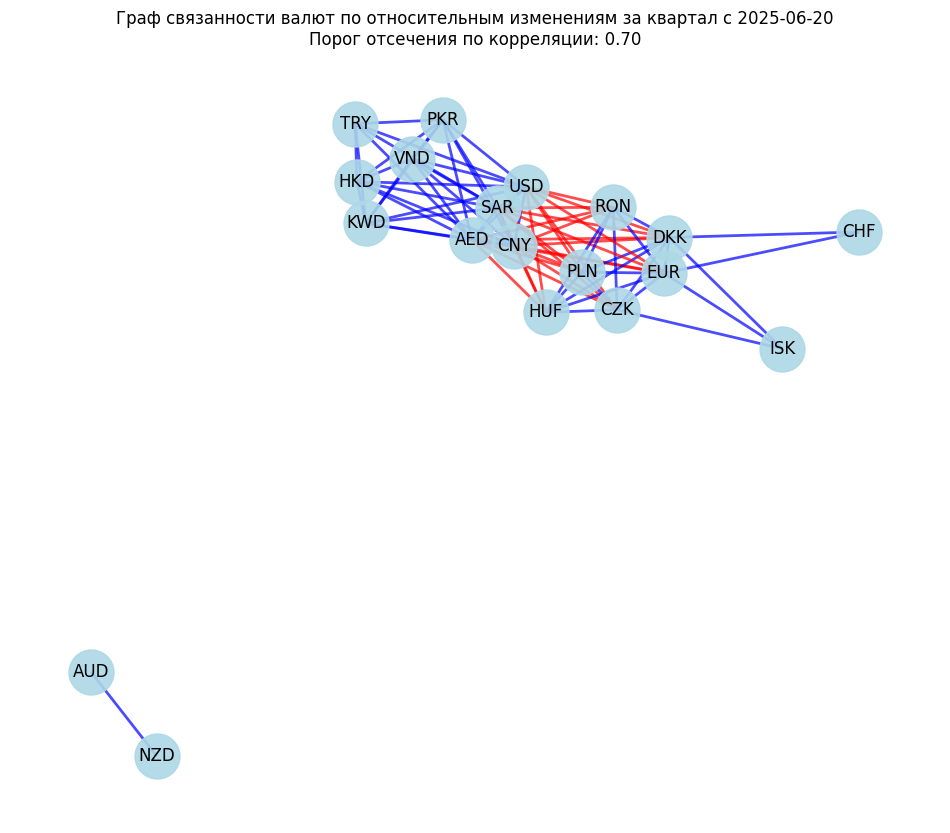 Граф связанности валют по относительным изменениям за квартал с 2025-06-20
Порог отсечения по корреляции: 0.70
TRY
PKR
VND
HKD
USD
SAR
RON
KWD
CHF
AED
DKK
CNY
PLN
EUR
HUF
CZK
ISK
AUD
NZD